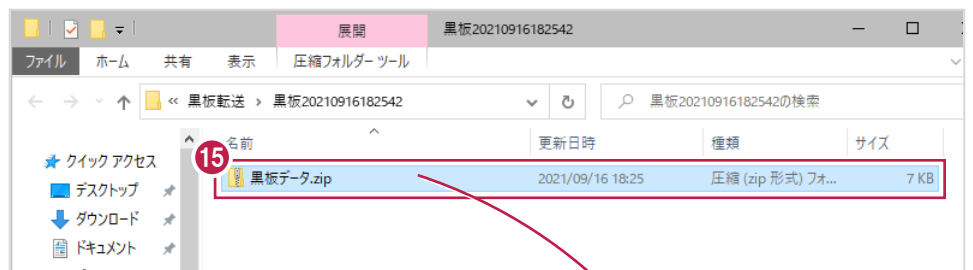 展開
黒板20210916182542
ファイル ホーム 共有 表示 圧縮フォルダー ツール
« 黒板転送 › 黒板20210916182542
黒板20210916182542の検索
名前 更新日時 種類 サイズ
15
黒板データ.zip 2021/09/16 18:25 圧縮 (zip 形式) フォ... 7 KB
クイック アクセス
デスクトップ
ダウンロード
ドキュメント